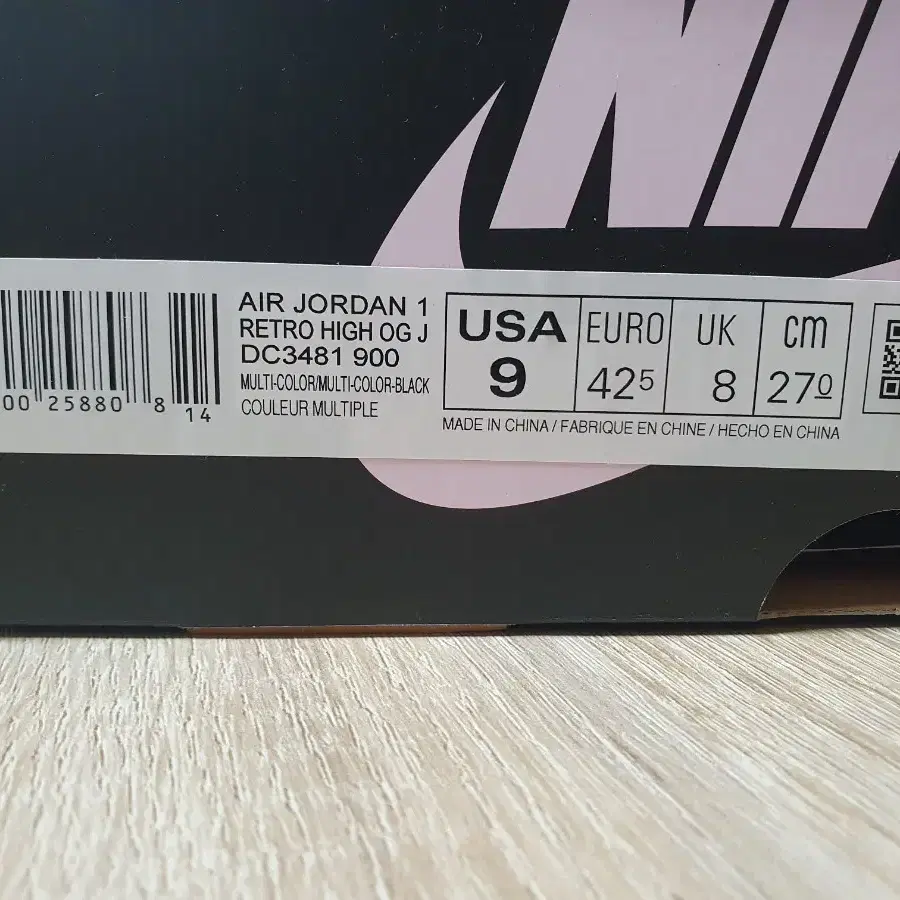 NI
00 25880 8 14
AIR JORDAN 1
RETRO HIGH OG J
DC3481 900
MULTI-COLOR/MULTI-COLOR-BLACK
COULEUR MULTIPLE
USA EURO UK cm
9 42 5 8 27 0
MADE IN CHINA / FABRIQUE EN CHINE / HECHO EN CHINA